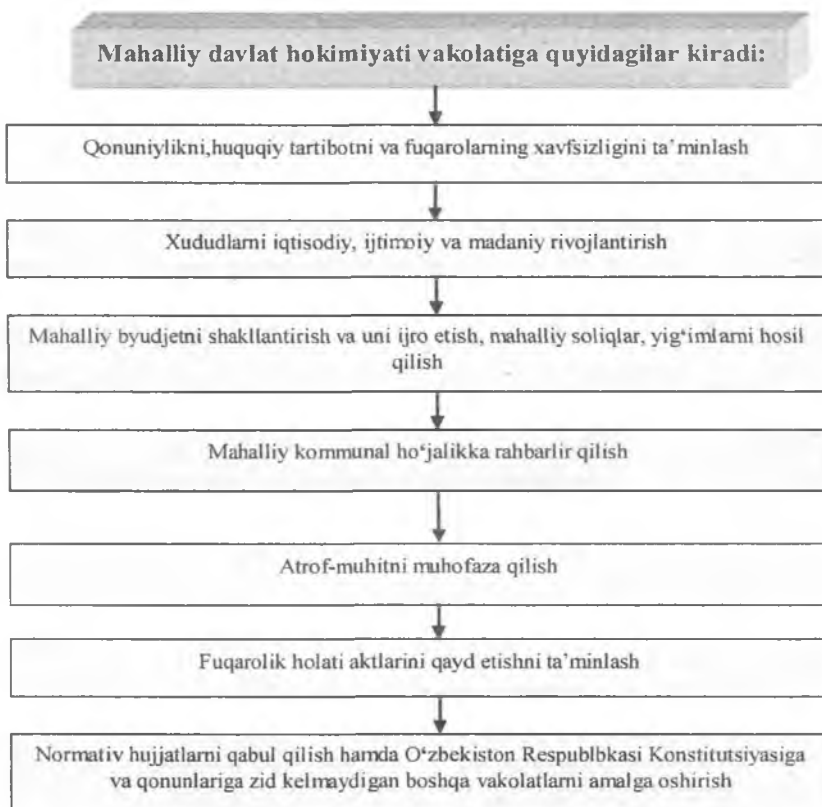 Mahalliy davlat hokimiyati vakolatiga quyidagilar kiradi:
Qonuniylikni,huquqiy tartibotni va fuqarolarning xavfsizligini ta’minlash
Xududlarni iqtisodiy, ijtimoiy va madaniy rivojlantirish
Mahalliy byudjetni shakllantirish va uni ijro etish, mahalliy soliqlar, yig‘imlarni hosil
qilish
Mahalliy kommunal ho‘jalikka rahbarlir qilish
Atrof-muhitni muhofaza qilish
Fuqarolik holati aktlarini qayd etishni ta’minlash
Normativ hujjatlarni qabul qilish hamda O‘zbekiston Respublbkasi Konstitutsiyasiga
va qonunlariga zid kelmaydigan boshqa vakolatlarni amalga oshirish